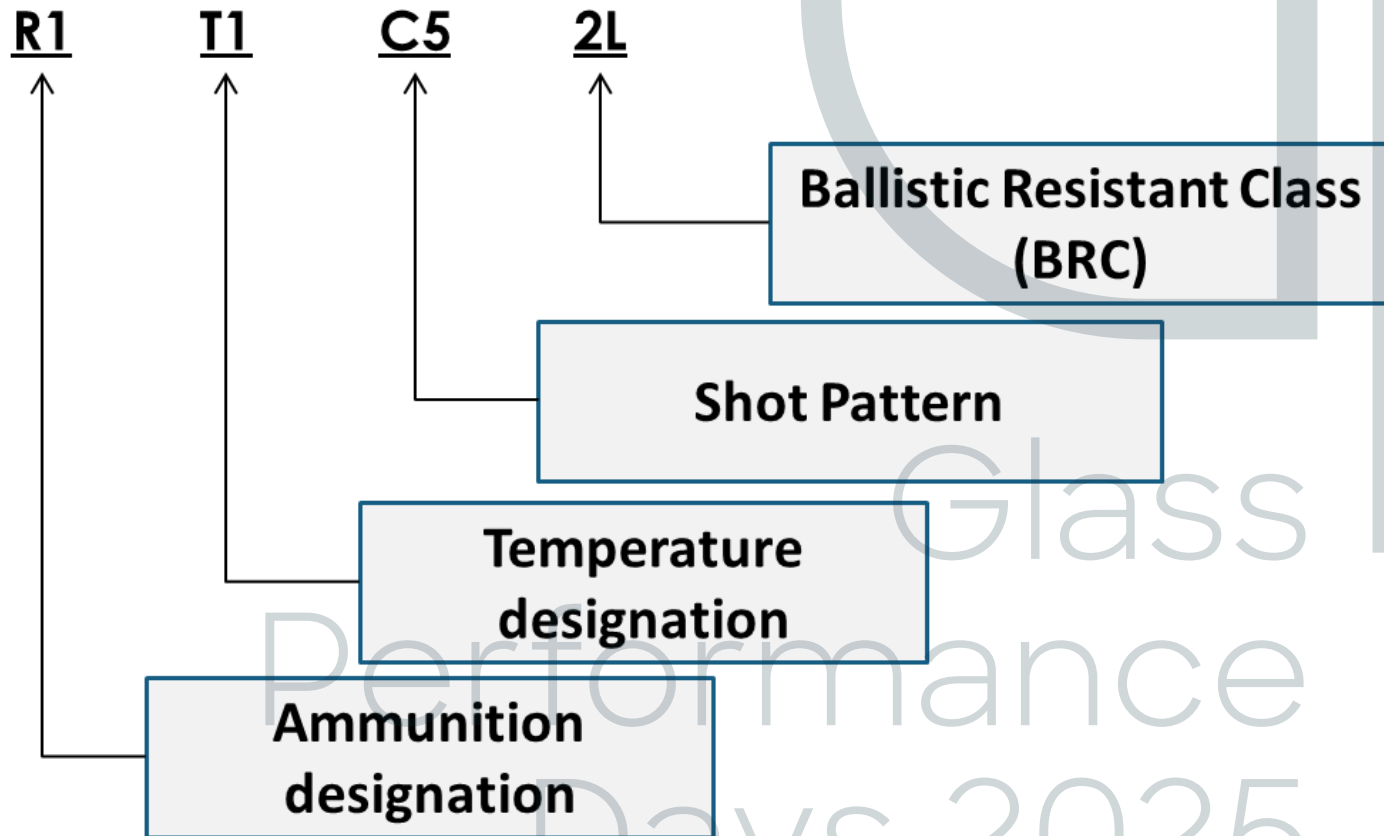 R1 T1 C5 2L
Ballistic Resistant Class
(BRC)
Shot Pattern
Temperature
designation
Ammunition
designation
Glass
Performance
Days 2025